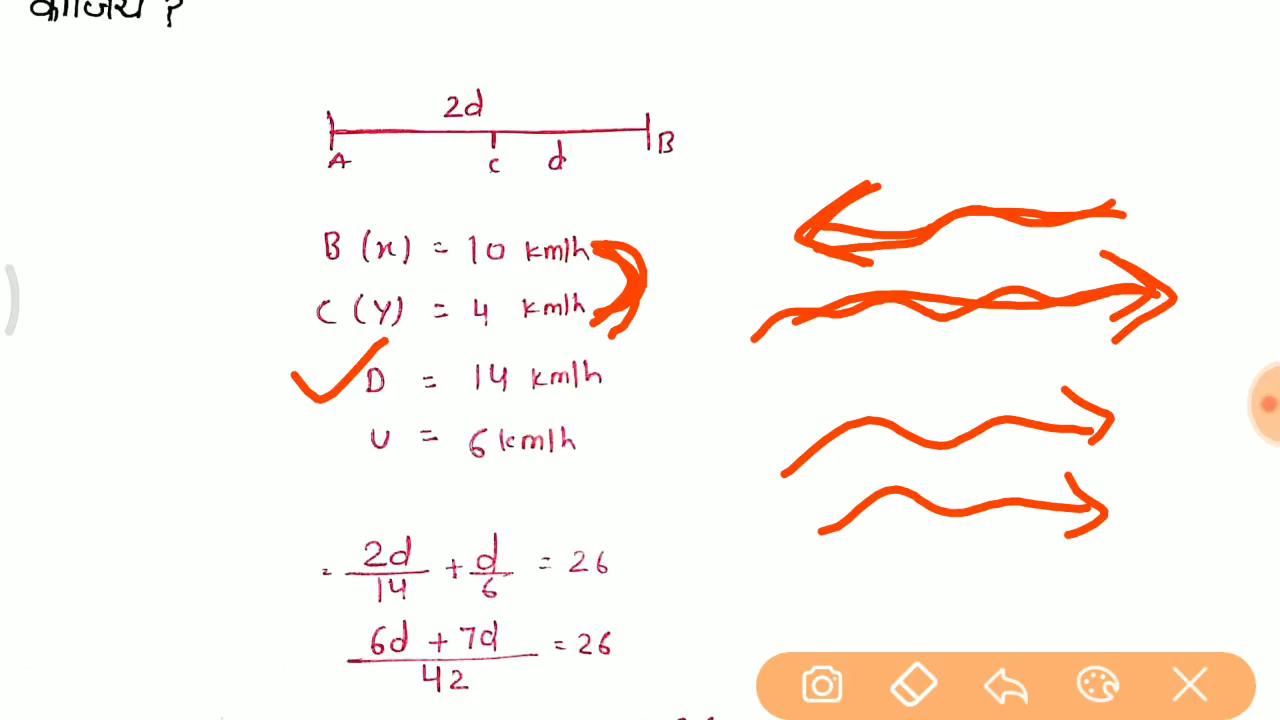 कीजिये ?
2d
A C d B
B (x) = 10 km/h
C (y) = 4 km/h
D = 14 km/h
U = 6 km/h
= 2d/14 + d/6 = 26
6d + 7d/42 = 26